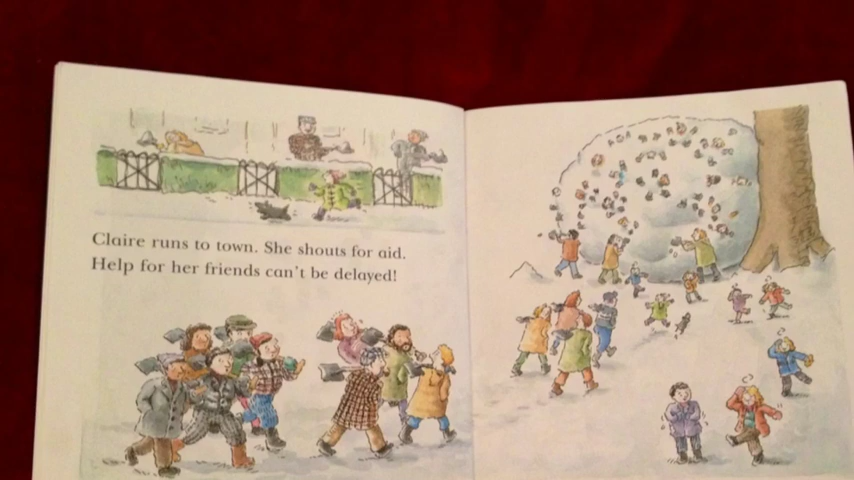 Claire runs to town. She shouts for aid.
Help for her friends can't be delayed!